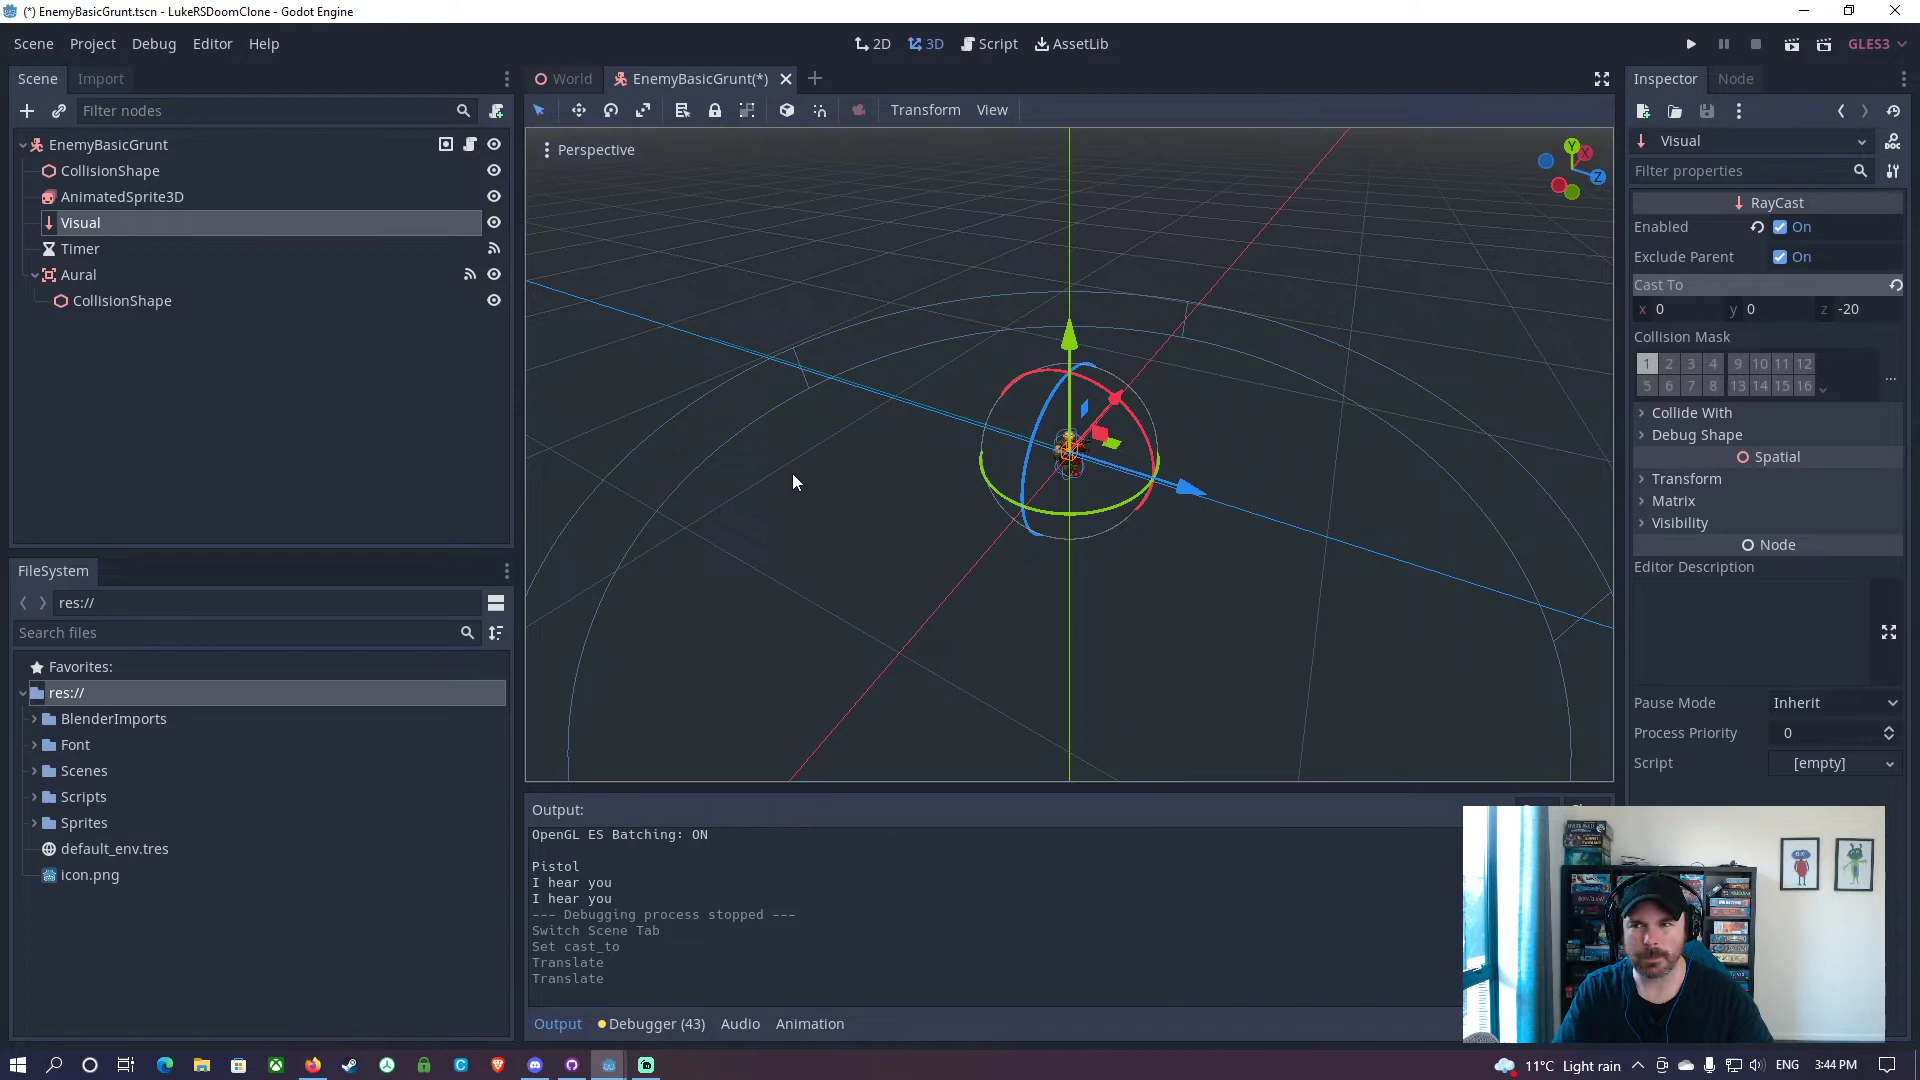 (*) EnemyBasicGrunt.tscn - LukeRSDoomClone - Godot Engine
Scene Project Debug Editor Help
2D 3D Script AssetLib
GLES3
Scene Import
World EnemyBasicGrunt(*)
Inspector Node
Filter nodes
Transform View
EnemyBasicGrunt
CollisionShape
AnimatedSprite3D
Visual
Timer
Aural
CollisionShape
Perspective
Y X Z
Visual
Filter properties
RayCast
Enabled On
Exclude Parent On
Cast To
x 0 y 0 z -20
Collision Mask
1 2 3 4 9 10 11 12
5 6 7 8 13 14 15 16
Collide With
Debug Shape
Spatial
Transform
Matrix
Visibility
Node
Editor Description
Pause Mode Inherit
Process Priority 0
Script [empty]
FileSystem
res://
Search files
Favorites:
res://
BlenderImports
Font
Scenes
Scripts
Sprites
default_env.tres
icon.png
Output:
OpenGL ES Batching: ON
Pistol
I hear you
I hear you
--- Debugging process stopped ---
Switch Scene Tab
Set cast_to
Translate
Translate
Output Debugger (43) Audio Animation
11°C Light rain ENG 3:44 PM